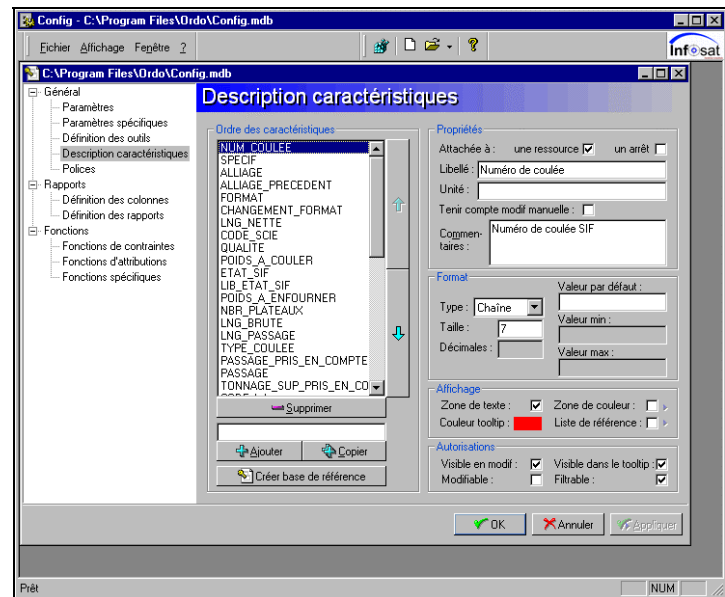 Config - C:\Program Files\Ordo\Config.mdb
Fichier Affichage Fenêtre ?
Infosat
C:\Program Files\Ordo\Config.mdb
Général
Paramètres
Paramètres spécifiques
Définition des outils
Description caractéristiques
Polices
Rapports
Définition des colonnes
Définition des rapports
Fonctions
Fonctions de contraintes
Fonctions d'attributions
Fonctions spécifiques
Description caractéristiques
Ordre des caractéristiques
NUM_COULEE
SPECIF
ALLIAGE
ALLIAGE_PRECEDENT
FORMAT
CHANGEMENT_FORMAT
LNG_NETTE
CODE_SCIE
QUALITE
POIDS_A_COULER
ETAT_SIF
LIB_ETAT_SIF
POIDS_A_ENFOURNER
NBR_PLATEAUX
LNG_BRUTE
LNG_PASSAGE
TYPE_COULEE
PASSAGE_PRIS_EN_COMPTE
PASSAGE
TONNAGE_SUP_PRIS_EN_CO
Supprimer
Ajouter Copier
Créer base de référence
Propriétés
Attachée à : une ressource un arrêt
Libellé : Numéro de coulée
Unité :
Tenir compte modif manuelle :
Commen-
taires :
Numéro de coulée SIF
Format
Type : Chaîne
Taille : 7
Décimales :
Valeur par défaut :
Valeur min :
Valeur max :
Affichage
Zone de texte : Zone de couleur :
Couleur tooltip : Liste de référence :
Autorisations
Visible en modif : Visible dans le tooltip :
Modifiable : Filtrable :
OK Annuler Appliquer
Prêt NUM